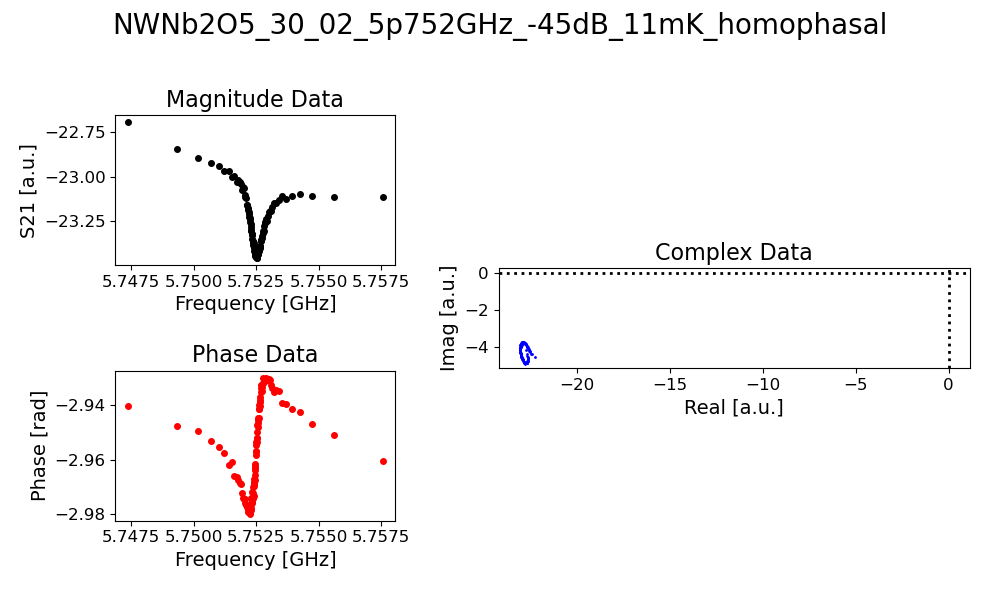 NWNb2O5_30_02_5p752GHz_-45dB_11mK_homophasal
Magnitude Data
S21 [a.u.]
−22.75
−23.00
−23.25
5.7475 5.7500 5.7525 5.7550 5.7575
Frequency [GHz]
Phase Data
Phase [rad]
−2.94
−2.96
−2.98
5.7475 5.7500 5.7525 5.7550 5.7575
Frequency [GHz]
Complex Data
Imag [a.u.]
0
−2
−4
−20 −15 −10 −5 0
Real [a.u.]